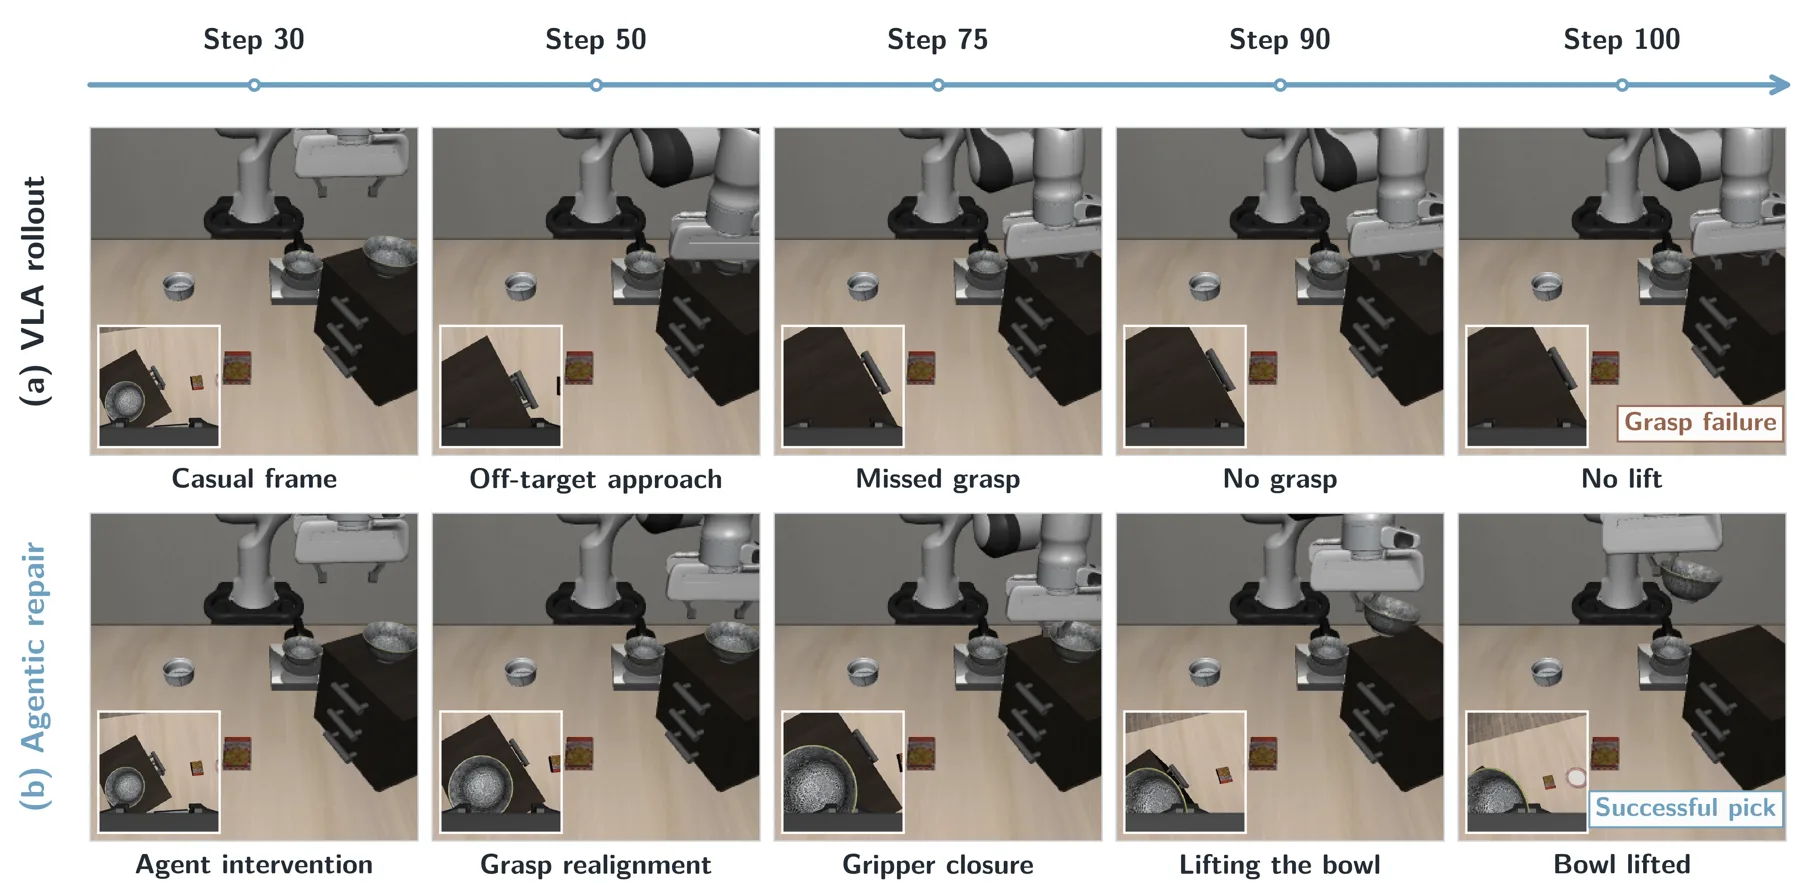 Step 30
Step 50
Step 75
Step 90
Step 100
(a) VLA rollout
Grasp failure
Casual frame
Off-target approach
Missed grasp
No grasp
No lift
(b) Agentic repair
Successful pick
Agent intervention
Grasp realignment
Gripper closure
Lifting the bowl
Bowl lifted